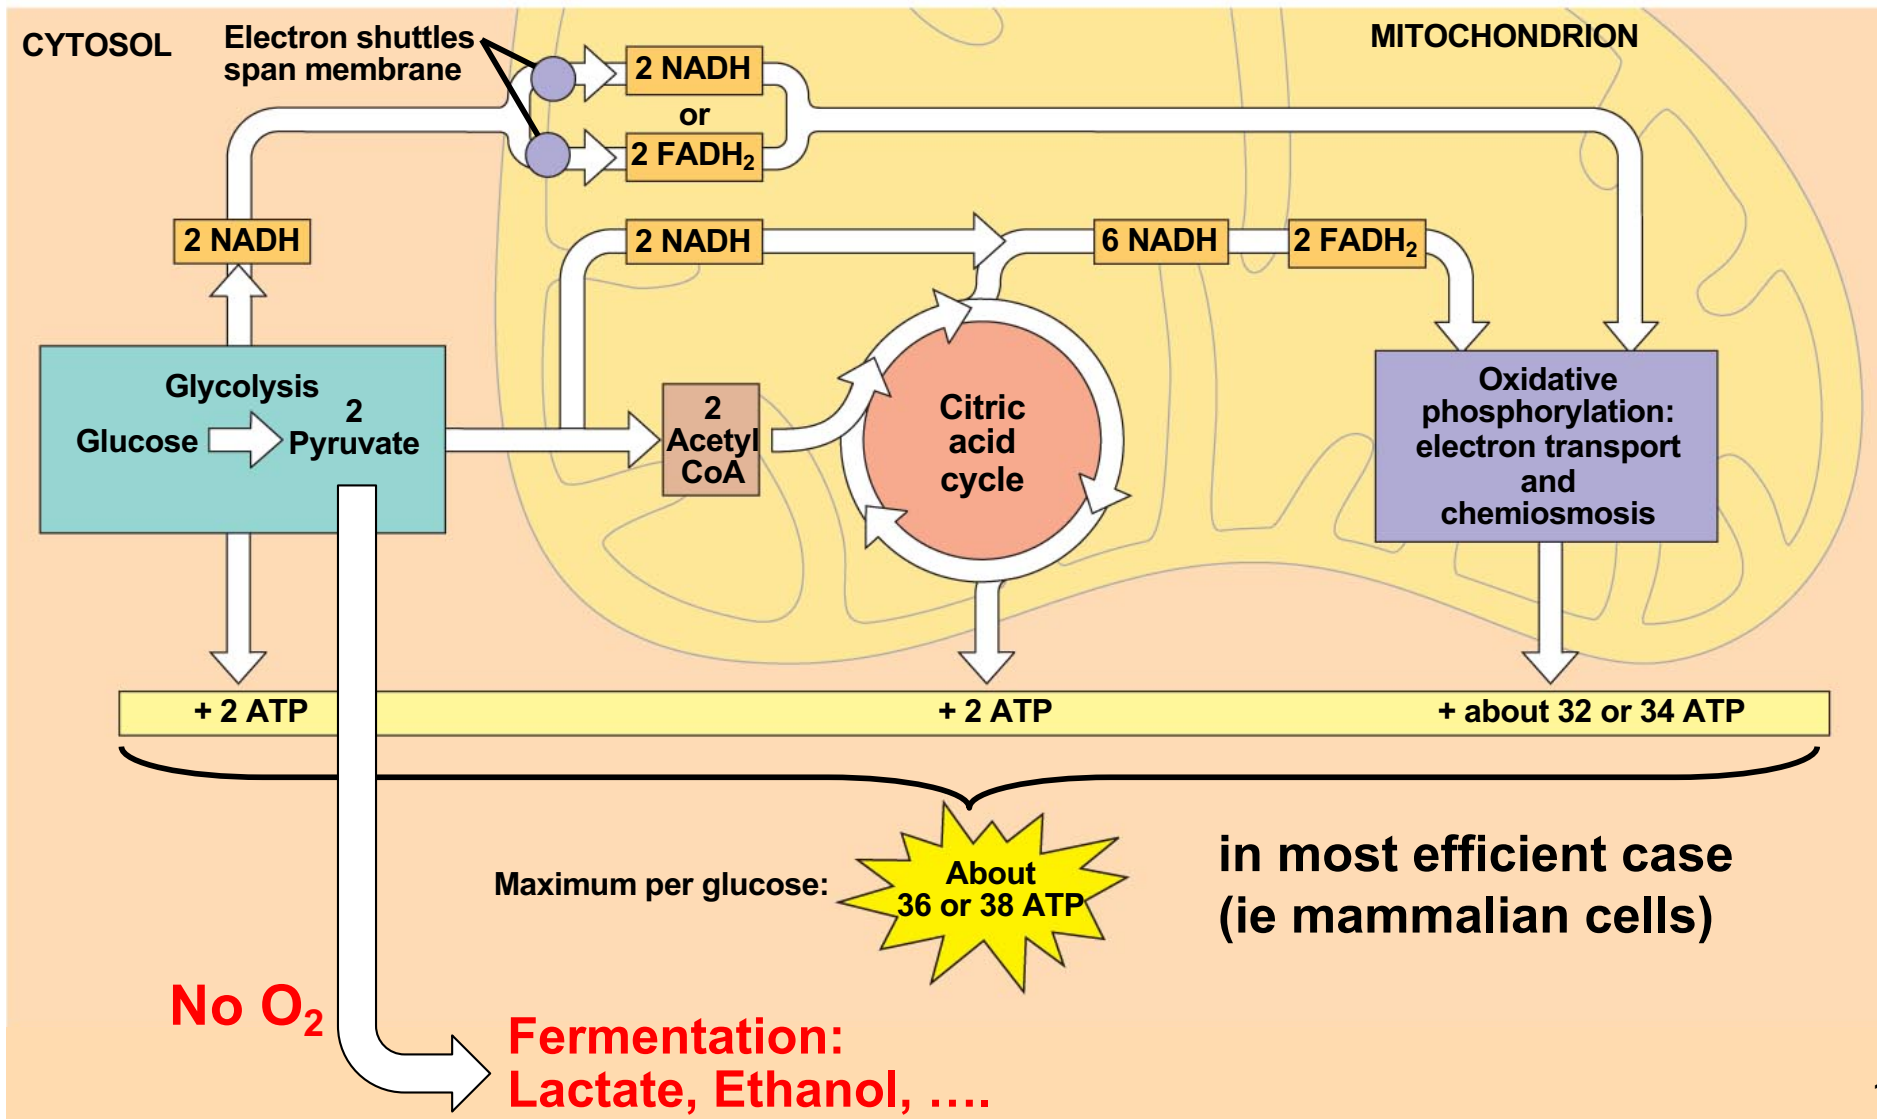 CYTOSOL
Electron shuttles
span membrane
MITOCHONDRION
2 NADH
or
2 FADH₂
2 NADH
2 NADH
6 NADH
2 FADH₂
Glycolysis
2
Glucose
Pyruvate
2
Acetyl
CoA
Citric
acid
cycle
Oxidative
phosphorylation:
electron transport
and
chemiosmosis
+ 2 ATP
+ 2 ATP
+ about 32 or 34 ATP
Maximum per glucose:
About
36 or 38 ATP
in most efficient case
(ie mammalian cells)
No O₂
Fermentation:
Lactate, Ethanol, ….